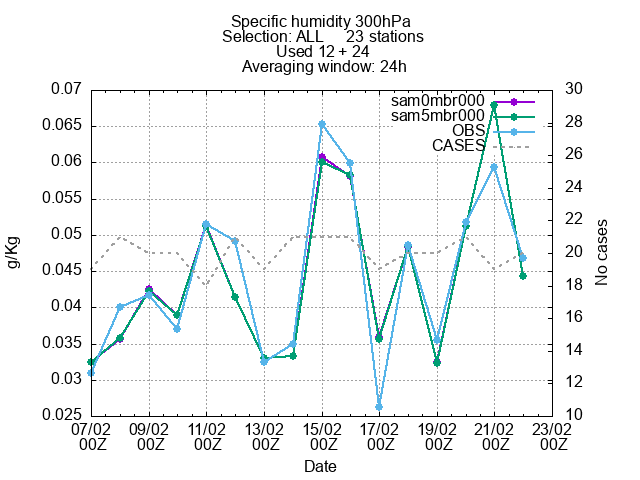 Specific humidity 300hPa
Selection: ALL 23 stations
Used 12 + 24
Averaging window: 24h
sam0mbr000
sam5mbr000
OBS
CASES
g/Kg
0.07
0.065
0.06
0.055
0.05
0.045
0.04
0.035
0.03
0.025
No cases
30
28
26
24
22
20
18
16
14
12
10
07/02 09/02 11/02 13/02 15/02 17/02 19/02 21/02 23/02
00Z 00Z 00Z 00Z 00Z 00Z 00Z 00Z 00Z
Date